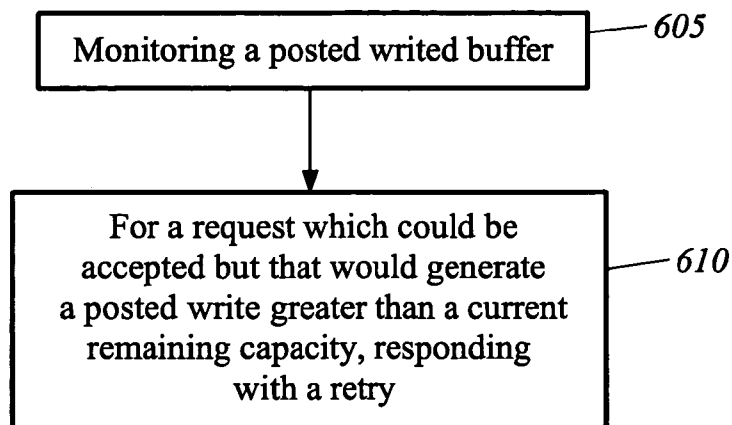 Monitoring a posted writed buffer
605
For a request which could be
accepted but that would generate
a posted write greater than a current
remaining capacity, responding
with a retry
610